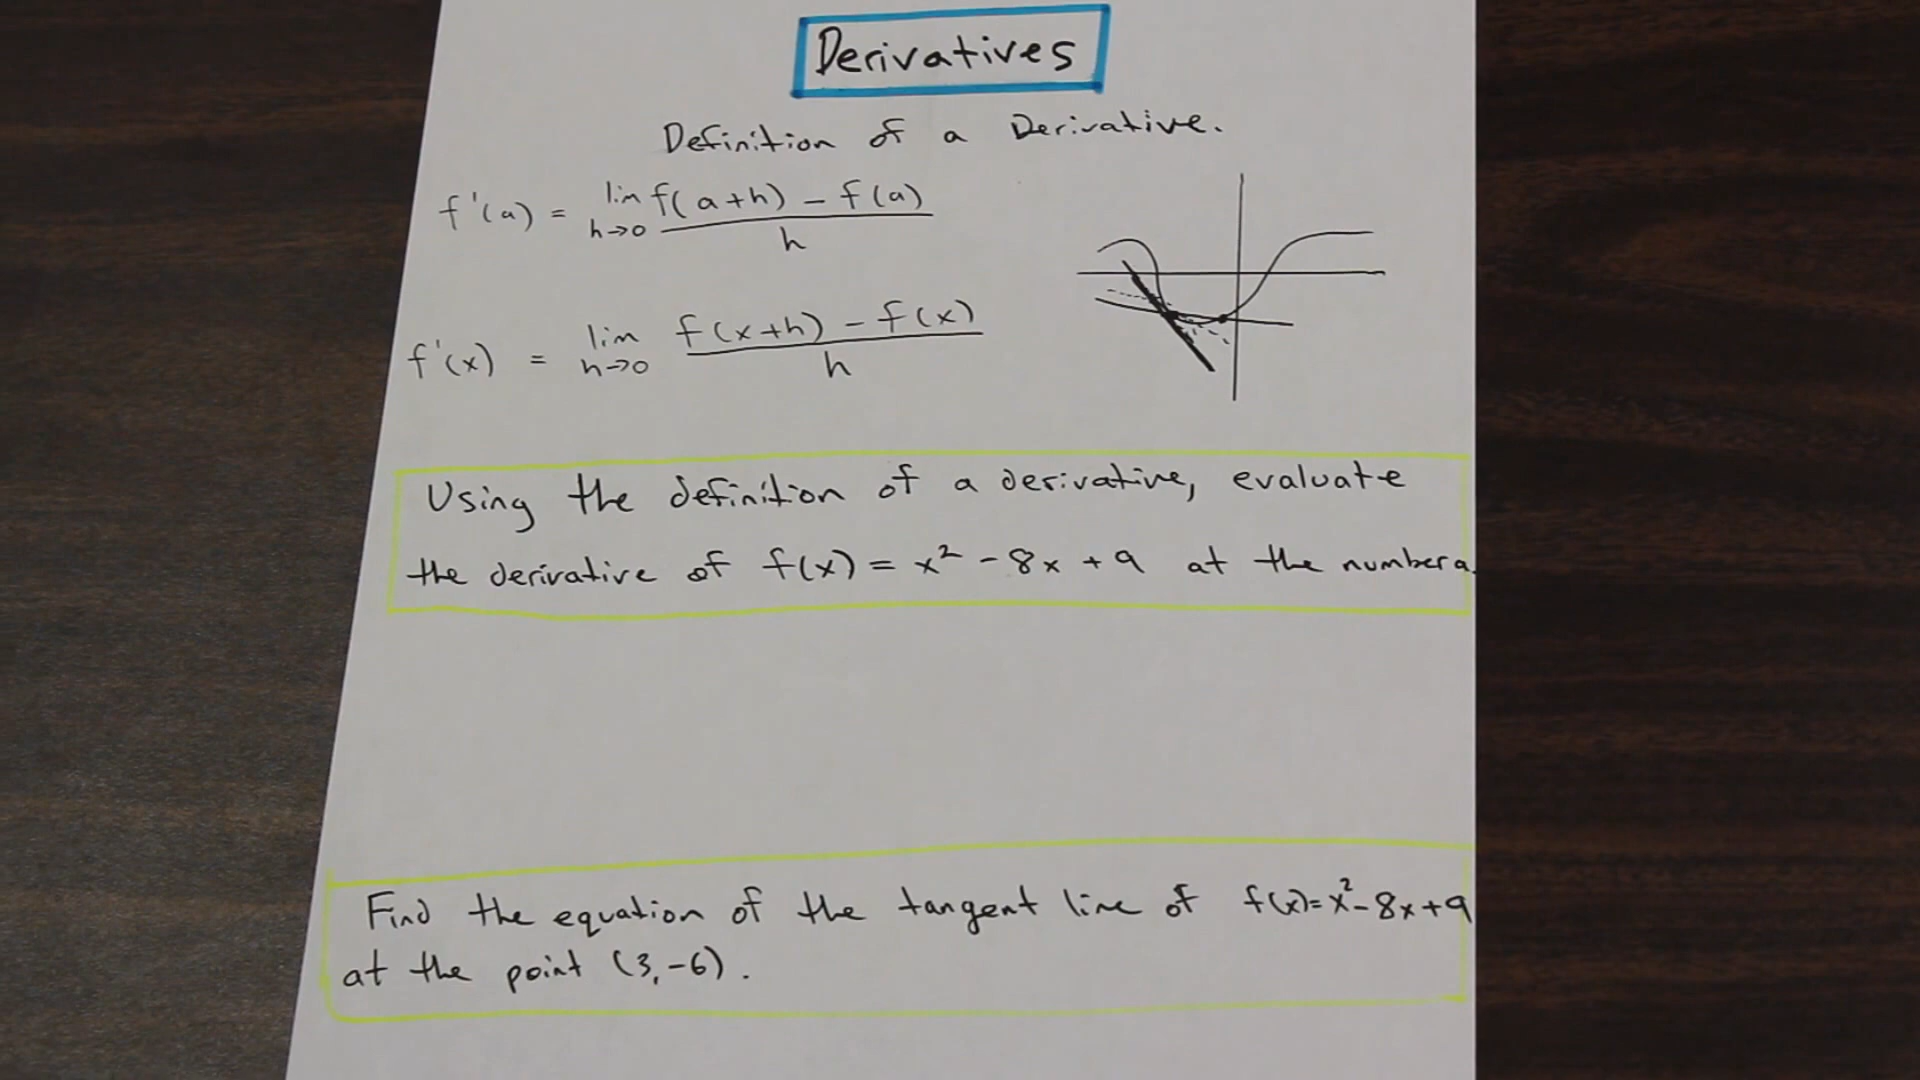 Derivatives
Definition of a Derivative.
f'(a) = lim h→0 f(a+h) - f(a) / h
f'(x) = lim h→0 f(x+h) - f(x) / h
Using the definition of a derivative, evaluate
the derivative of f(x) = x² - 8x + 9 at the number a.
Find the equation of the tangent line of f(x)=x²-8x+9
at the point (3,-6).